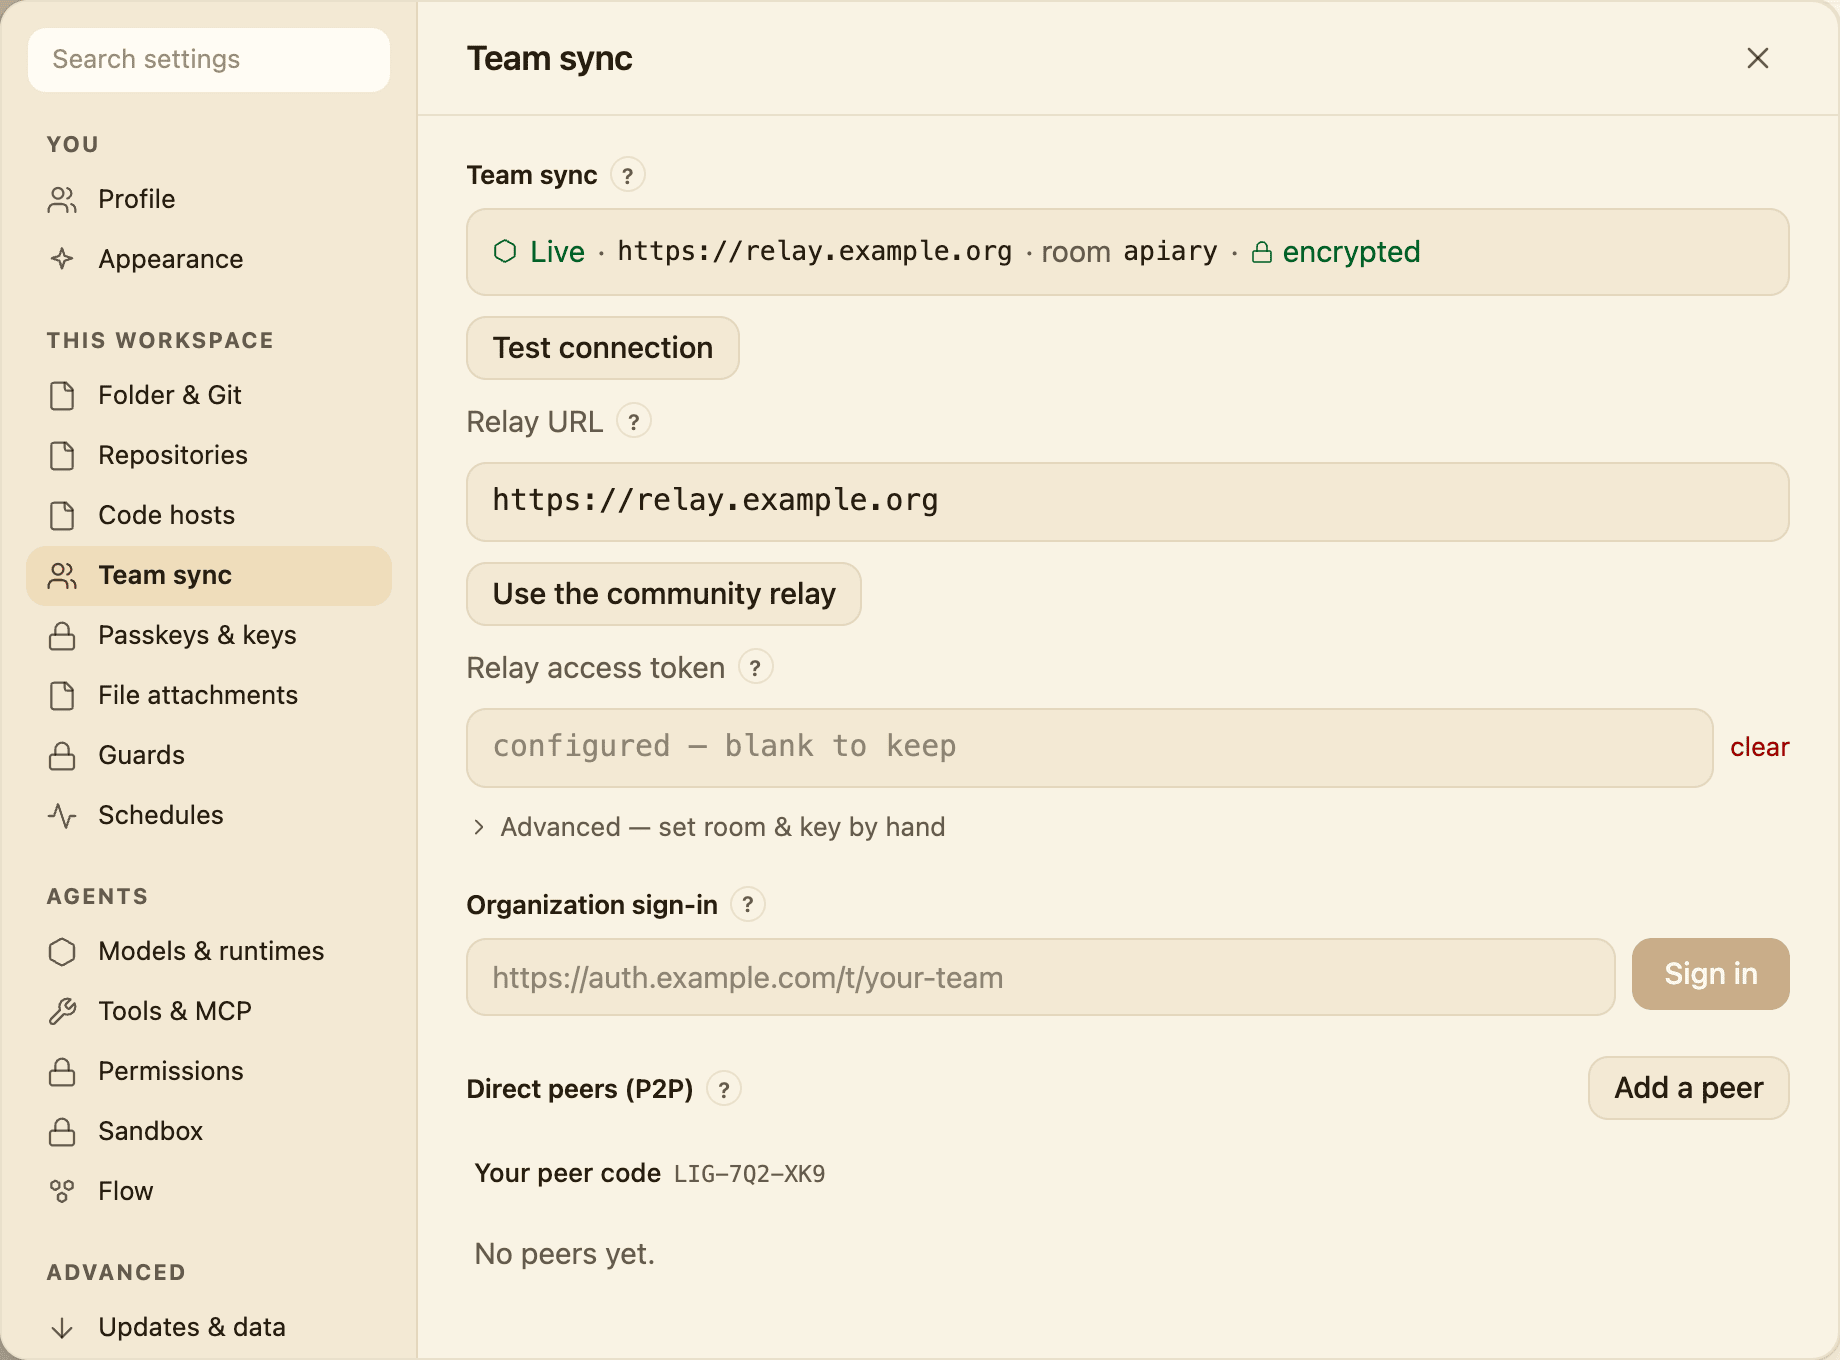 Search settings
YOU
Profile
Appearance
THIS WORKSPACE
Folder & Git
Repositories
Code hosts
Team sync
Passkeys & keys
File attachments
Guards
Schedules
AGENTS
Models & runtimes
Tools & MCP
Permissions
Sandbox
Flow
ADVANCED
Updates & data
Team sync
Team sync ?
Live · https://relay.example.org · room apiary · encrypted
Test connection
Relay URL ?
https://relay.example.org
Use the community relay
Relay access token ?
configured — blank to keep
clear
Advanced — set room & key by hand
Organization sign-in ?
https://auth.example.com/t/your-team
Sign in
Direct peers (P2P) ?
Add a peer
Your peer code LIG-7Q2-XK9
No peers yet.